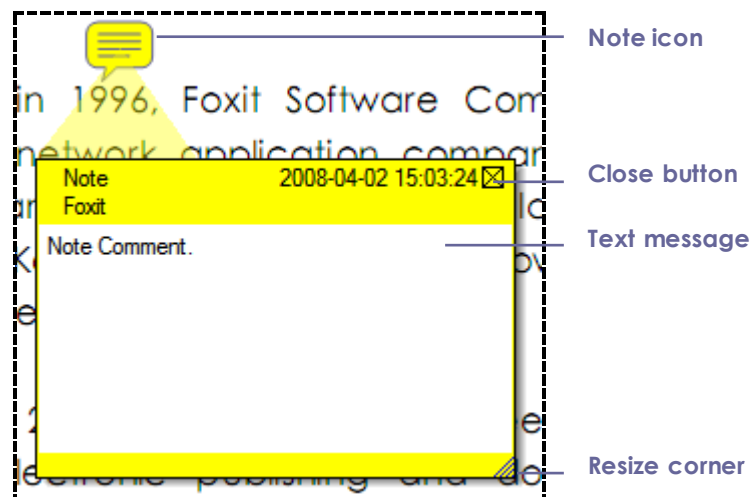 Note icon
in 1996, Foxit Software Com
network application compan
Note 2008-04-02 15:03:24
Close button
Foxit
Note Comment.
Text message
Resize corner